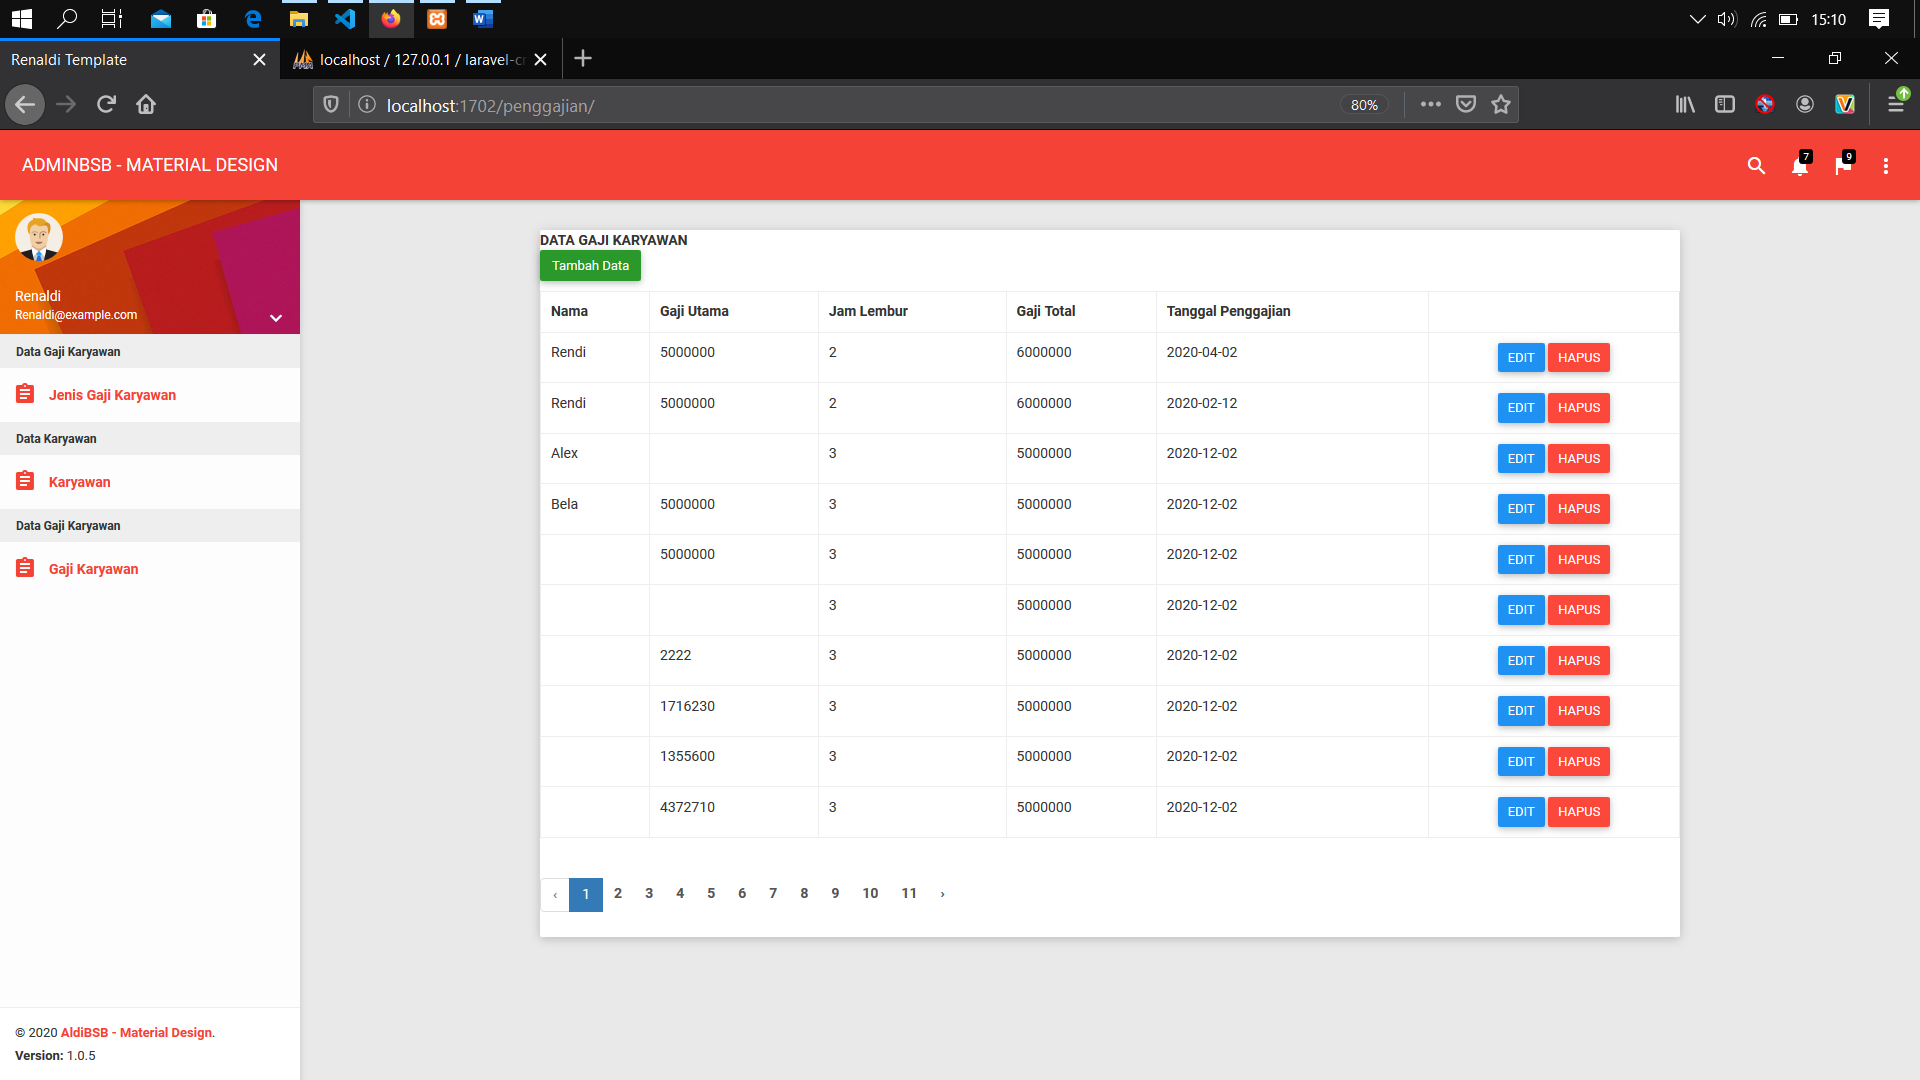 15:10
Renaldi Template
localhost / 127.0.0.1 / laravel-cr
localhost:1702/penggajian/
80%
ADMINBSB - MATERIAL DESIGN
7
9
Renaldi
Renaldi@example.com
Data Gaji Karyawan
Jenis Gaji Karyawan
Data Karyawan
Karyawan
Data Gaji Karyawan
Gaji Karyawan
© 2020 AldiBSB - Material Design.
Version: 1.0.5
DATA GAJI KARYAWAN
Tambah Data
Nama Gaji Utama Jam Lembur Gaji Total Tanggal Penggajian
Rendi 5000000 2 6000000 2020-04-02 EDIT HAPUS
Rendi 5000000 2 6000000 2020-02-12 EDIT HAPUS
Alex 3 5000000 2020-12-02 EDIT HAPUS
Bela 5000000 3 5000000 2020-12-02 EDIT HAPUS
5000000 3 5000000 2020-12-02 EDIT HAPUS
3 5000000 2020-12-02 EDIT HAPUS
2222 3 5000000 2020-12-02 EDIT HAPUS
1716230 3 5000000 2020-12-02 EDIT HAPUS
1355600 3 5000000 2020-12-02 EDIT HAPUS
4372710 3 5000000 2020-12-02 EDIT HAPUS
‹ 1 2 3 4 5 6 7 8 9 10 11 ›